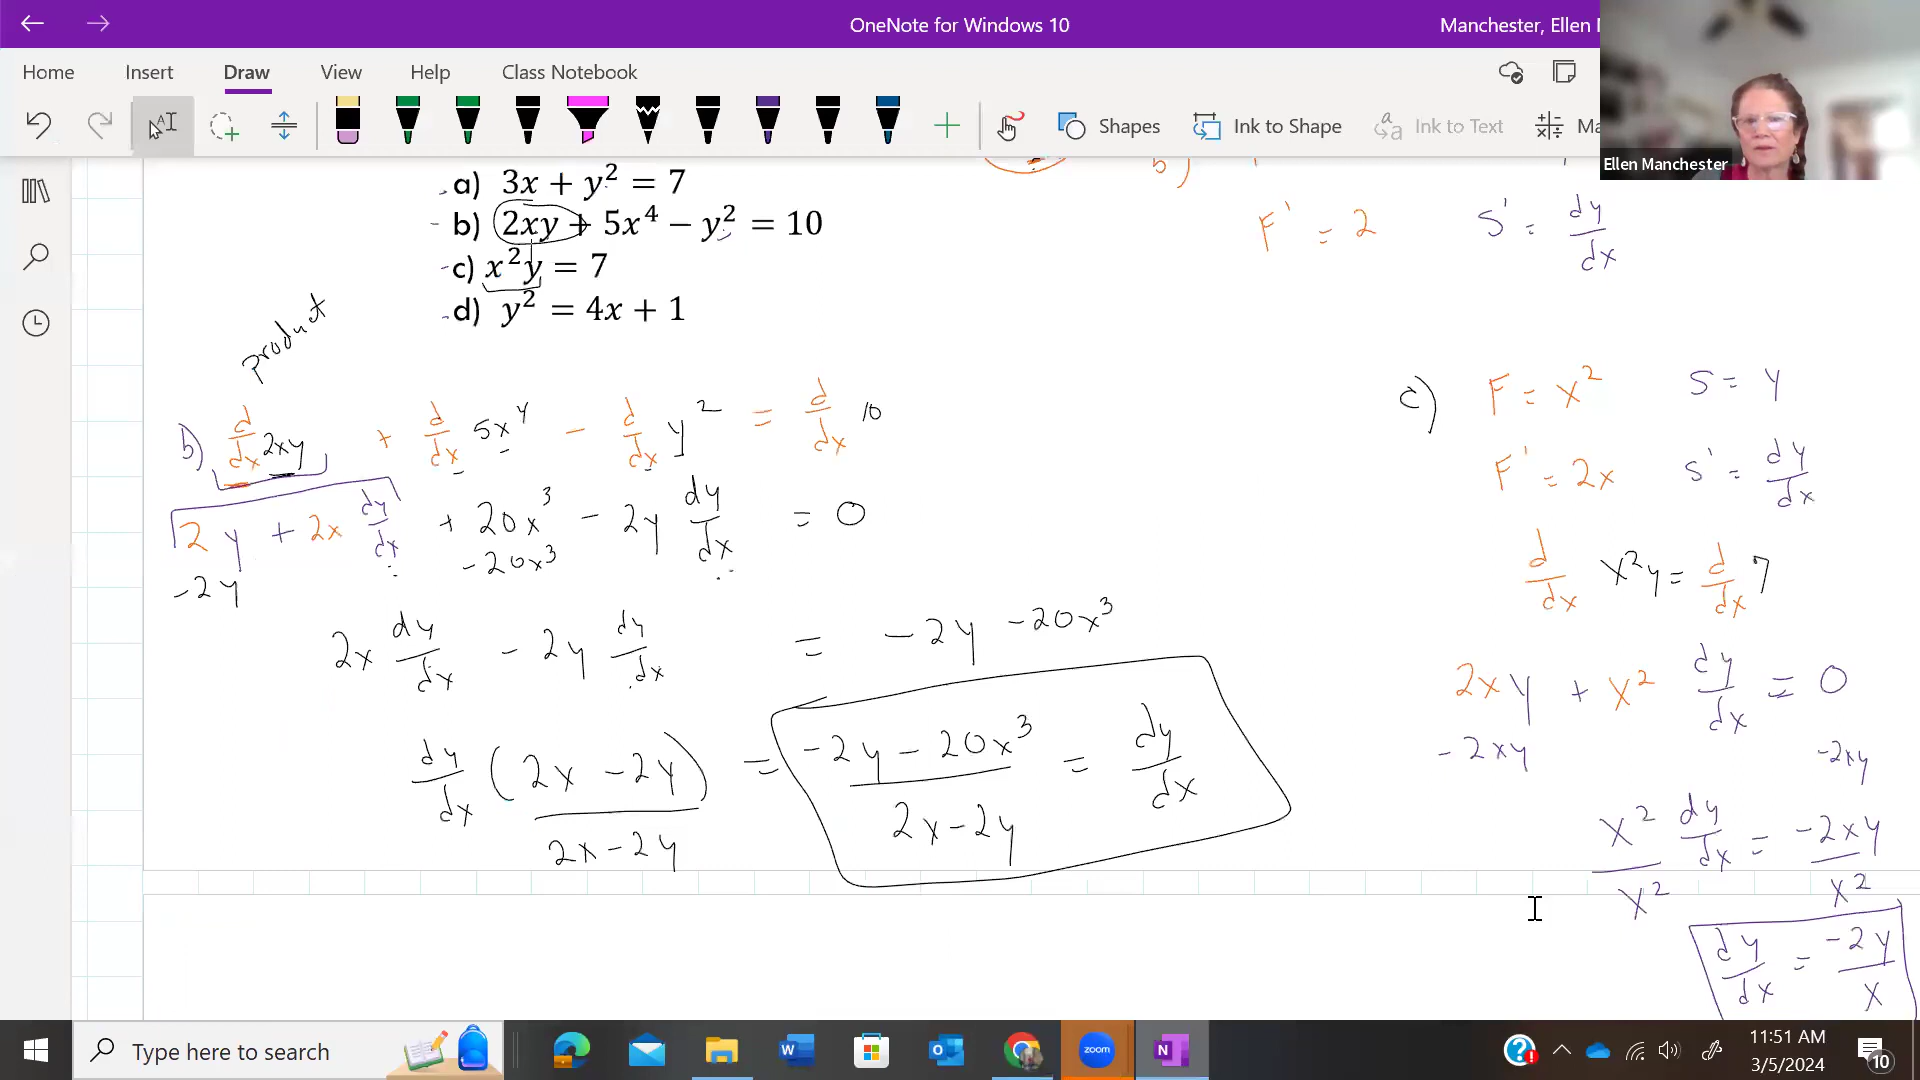 OneNote for Windows 10
Manchester, Ellen
Home Insert Draw View Help Class Notebook
Shapes Ink to Shape Ink to Text Ma
Ellen Manchester
a) 3x + y² = 7
b) 2xy + 5x⁴ − y² = 10
c) x²y = 7
d) y² = 4x + 1
b)
F' = 2 S' = dy/dx
product
b) d/dx 2xy + d/dx 5x⁴ − d/dx y² = d/dx 10
2y + 2x dy/dx + 20x³ − 2y dy/dx = 0
-2y -20x³
2x dy/dx − 2y dy/dx = −2y −20x³
dy/dx (2x −2y)/(2x−2y) = (−2y − 20x³)/(2x−2y) = dy/dx
c) F = x² S = y
F' = 2x S' = dy/dx
d/dx x²y = d/dx 7
2xy + x² dy/dx = 0
-2xy -2xy
x²/x² dy/dx = −2xy/x²
dy/dx = −2y/x
Type here to search
zoom
11:51 AM
3/5/2024
10